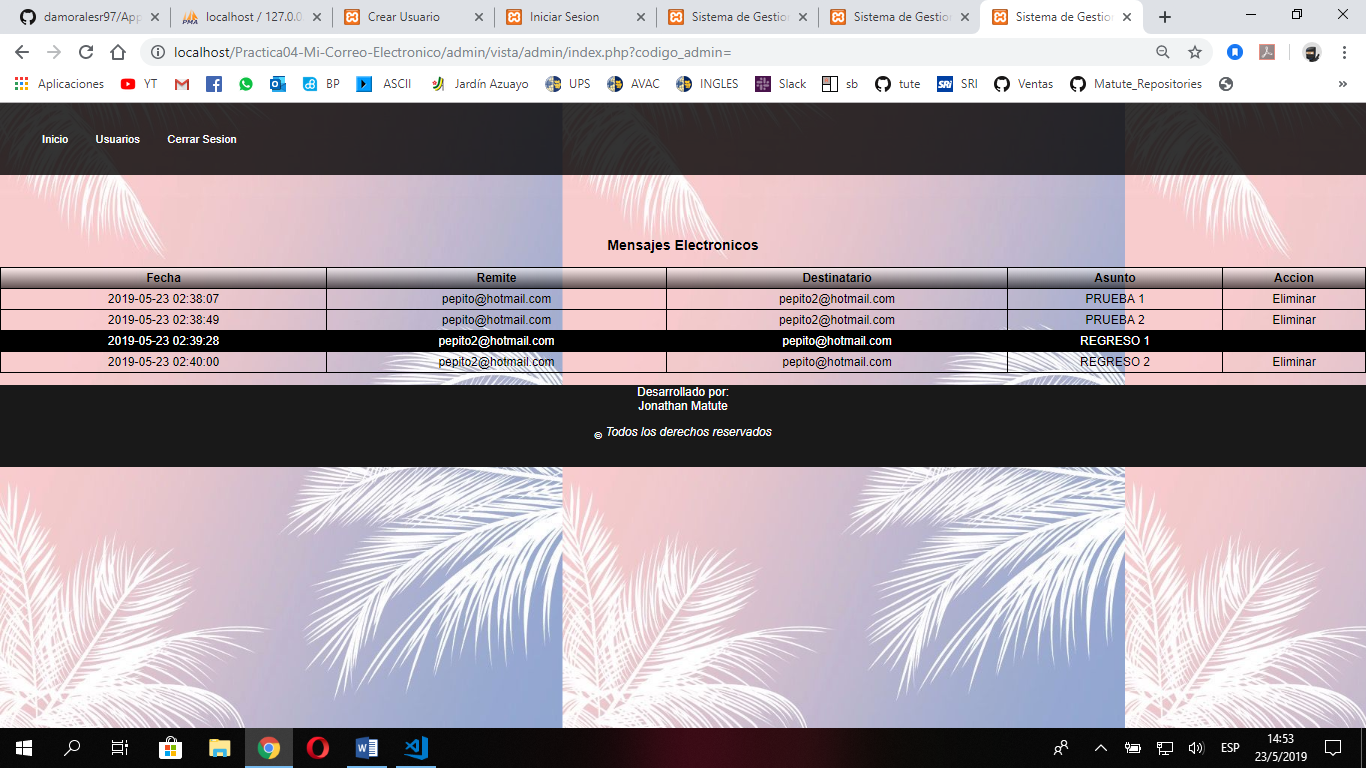 damoralesr97/App
localhost / 127.0.0
Crear Usuario
Iniciar Sesion
Sistema de Gestion
Sistema de Gestion
Sistema de Gestion
localhost/Practica04-Mi-Correo-Electronico/admin/vista/admin/index.php?codigo_admin=
Aplicaciones YT BP ASCII Jardín Azuayo UPS AVAC INGLES Slack sb tute SRI Ventas Matute_Repositories »
Inicio Usuarios Cerrar Sesion
Mensajes Electronicos
Fecha Remite Destinatario Asunto Accion
2019-05-23 02:38:07 pepito@hotmail.com pepito2@hotmail.com PRUEBA 1 Eliminar
2019-05-23 02:38:49 pepito@hotmail.com pepito2@hotmail.com PRUEBA 2 Eliminar
2019-05-23 02:39:28 pepito2@hotmail.com pepito@hotmail.com REGRESO 1
2019-05-23 02:40:00 pepito2@hotmail.com pepito@hotmail.com REGRESO 2 Eliminar
Desarrollado por:
Jonathan Matute
© Todos los derechos reservados
ESP
14:53
23/5/2019